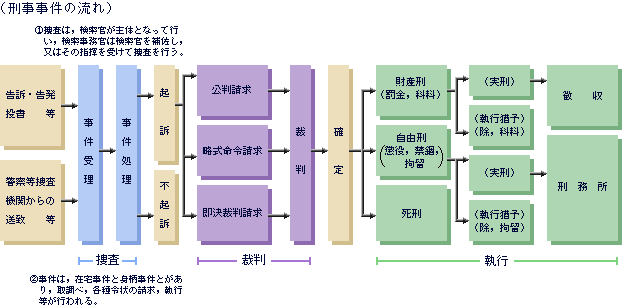 (刑事事件の流れ)
①捜査は，検察官が主体となって行
い，検察事務官は検察官を補佐し，
又はその指揮を受けて捜査を行う。
告訴・告発
投書　等
警察等捜査
機関からの
送致　等
事件受理
事件処理
起訴
不起訴
公判請求
略式命令請求
即決裁判請求
裁判
確定
財産刑
(罰金，科料)
自由刑
(懲役，禁錮，
拘留)
死刑
(実刑)
(執行猶予)
(除，科料)
(実刑)
(執行猶予)
(除，拘留)
徴　収
刑　務　所
捜査
裁判
執行
②事件は，在宅事件と身柄事件とがあ
り，取調べ，各種令状の請求，執行
等が行われる。